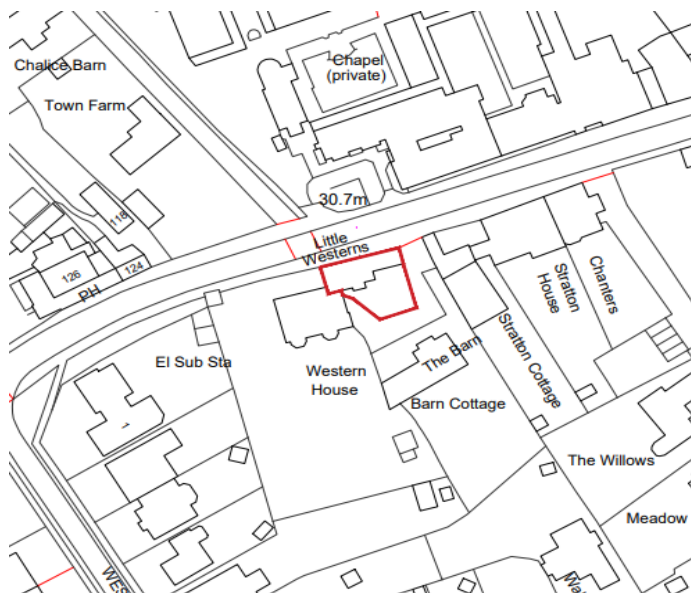 Chalice Barn
Town Farm
Chapel
(private)
118
30.7m
Little
Westerns
126
124
PH
El Sub Sta
Western
House
The Barn
Barn Cottage
Stratton Cottage
Stratton
House
Chanters
1
The Willows
Meadow